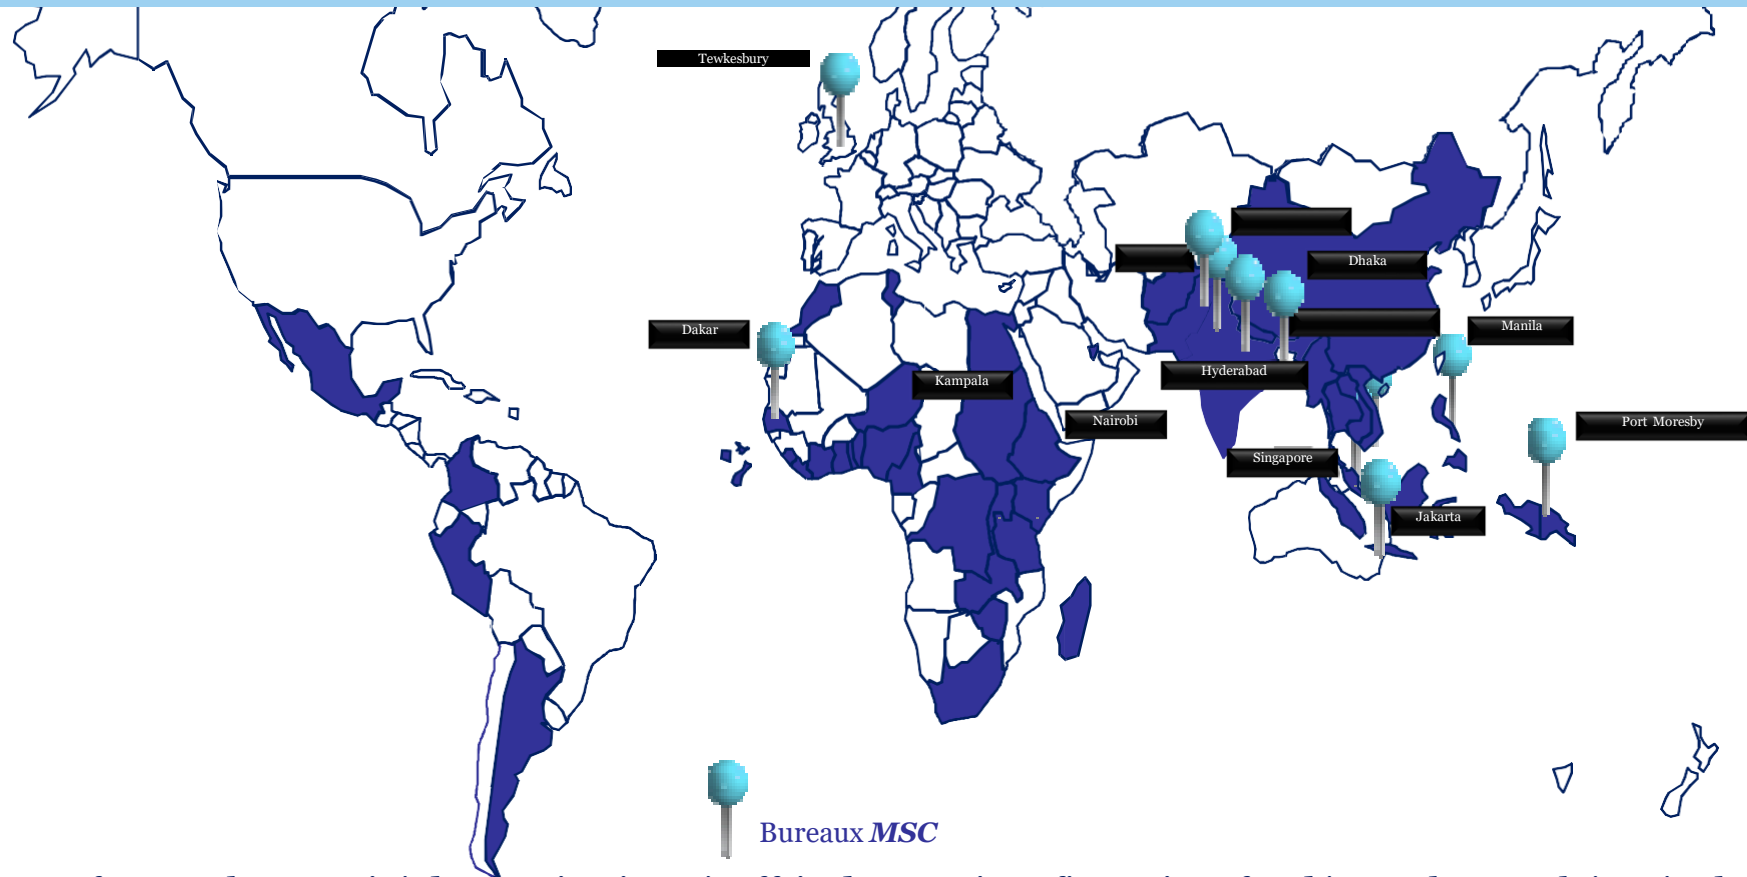 Tewkesbury
Dhaka
Dakar
Manila
Hyderabad
Kampala
Nairobi
Port Moresby
Singapore
Jakarta
Bureaux MSC